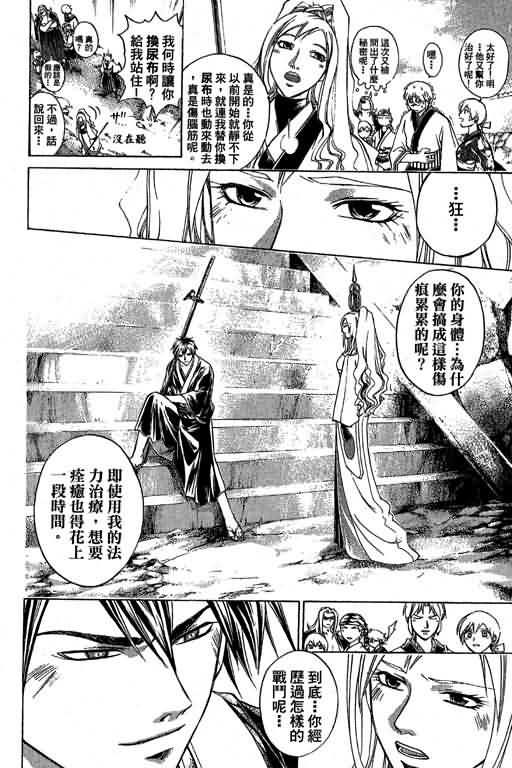 太好了！明
…他又幫你
治好了呢！
嗯…
這次又被
問出了什麼
秘密呢…
真是的…你從
以前開始就靜不下
來，就連我替你換
尿布時也動來動去
，真是傷腦筋呢。
我何時讓你
換尿布啊？
給我站住！
沒在聽
真的
嗎？
應該是
假的…
不過，話
說回來…
…狂…
你的身體…為什
麼會搞成這樣傷
痕累累的呢？
即使用我的法
力治療，想要
痊癒也得花上
一段時間。
到底…你經
歷過怎樣的
戰鬥呢…